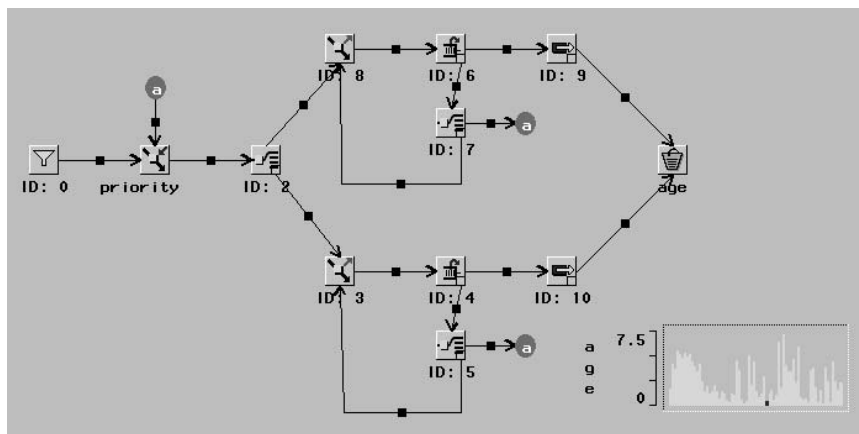 ID: 8
ID: 6
ID: 9
a
a
ID: 7
ID: 0
priority
ID: 2
age
ID: 3
ID: 4
ID: 10
a
ID: 5
a
g
e
7.5
0